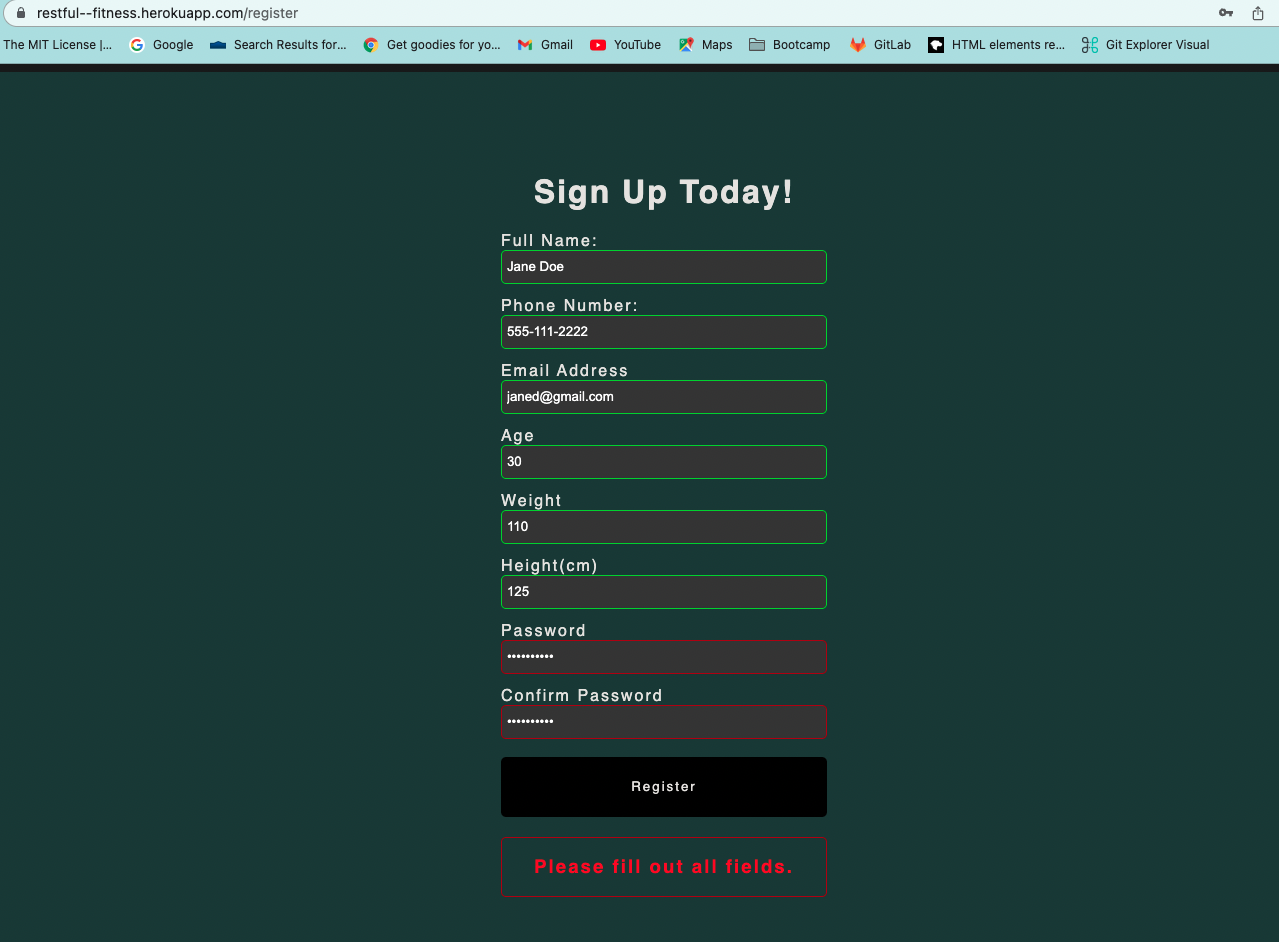 restful--fitness.herokuapp.com/register
The MIT License |... Google Search Results for... Get goodies for yo... Gmail YouTube Maps Bootcamp GitLab HTML elements re... Git Explorer Visual
Sign Up Today!
Full Name:
Jane Doe
Phone Number:
555-111-2222
Email Address
janed@gmail.com
Age
30
Weight
110
Height(cm)
125
Password
••••••••••
Confirm Password
••••••••••
Register
Please fill out all fields.